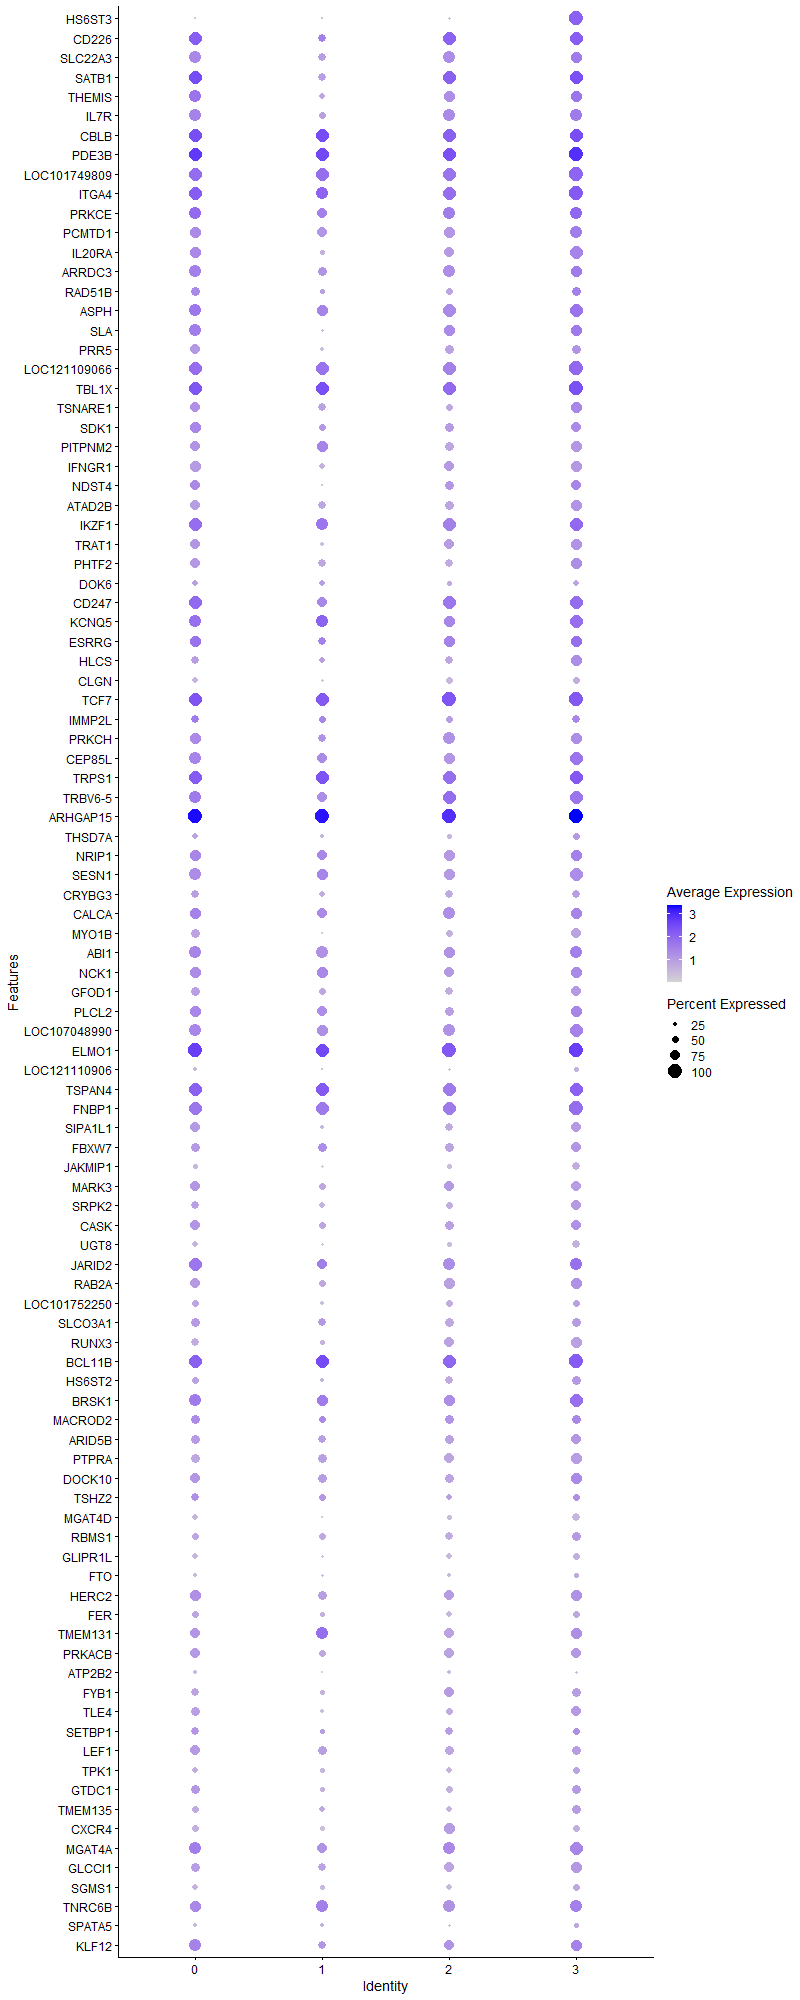 HS6ST3
CD226
SLC22A3
SATB1
THEMIS
IL7R
CBLB
PDE3B
LOC101749809
ITGA4
PRKCE
PCMTD1
IL20RA
ARRDC3
RAD51B
ASPH
SLA
PRR5
LOC121109066
TBL1X
TSNARE1
SDK1
PITPNM2
IFNGR1
NDST4
ATAD2B
IKZF1
TRAT1
PHTF2
DOK6
CD247
KCNQ5
ESRRG
HLCS
CLGN
TCF7
IMMP2L
PRKCH
CEP85L
TRPS1
TRBV6-5
ARHGAP15
THSD7A
NRIP1
SESN1
CRYBG3
CALCA
MYO1B
ABI1
NCK1
GFOD1
PLCL2
LOC107048990
ELMO1
LOC121110906
TSPAN4
FNBP1
SIPA1L1
FBXW7
JAKMIP1
MARK3
SRPK2
CASK
UGT8
JARID2
RAB2A
LOC101752250
SLCO3A1
RUNX3
BCL11B
HS6ST2
BRSK1
MACROD2
ARID5B
PTPRA
DOCK10
TSHZ2
MGAT4D
RBMS1
GLIPR1L
FTO
HERC2
FER
TMEM131
PRKACB
ATP2B2
FYB1
TLE4
SETBP1
LEF1
TPK1
GTDC1
TMEM135
CXCR4
MGAT4A
GLCCI1
SGMS1
TNRC6B
SPATA5
KLF12
Features
0 1 2 3
Identity
Average Expression
3
2
1
Percent Expressed
25
50
75
100